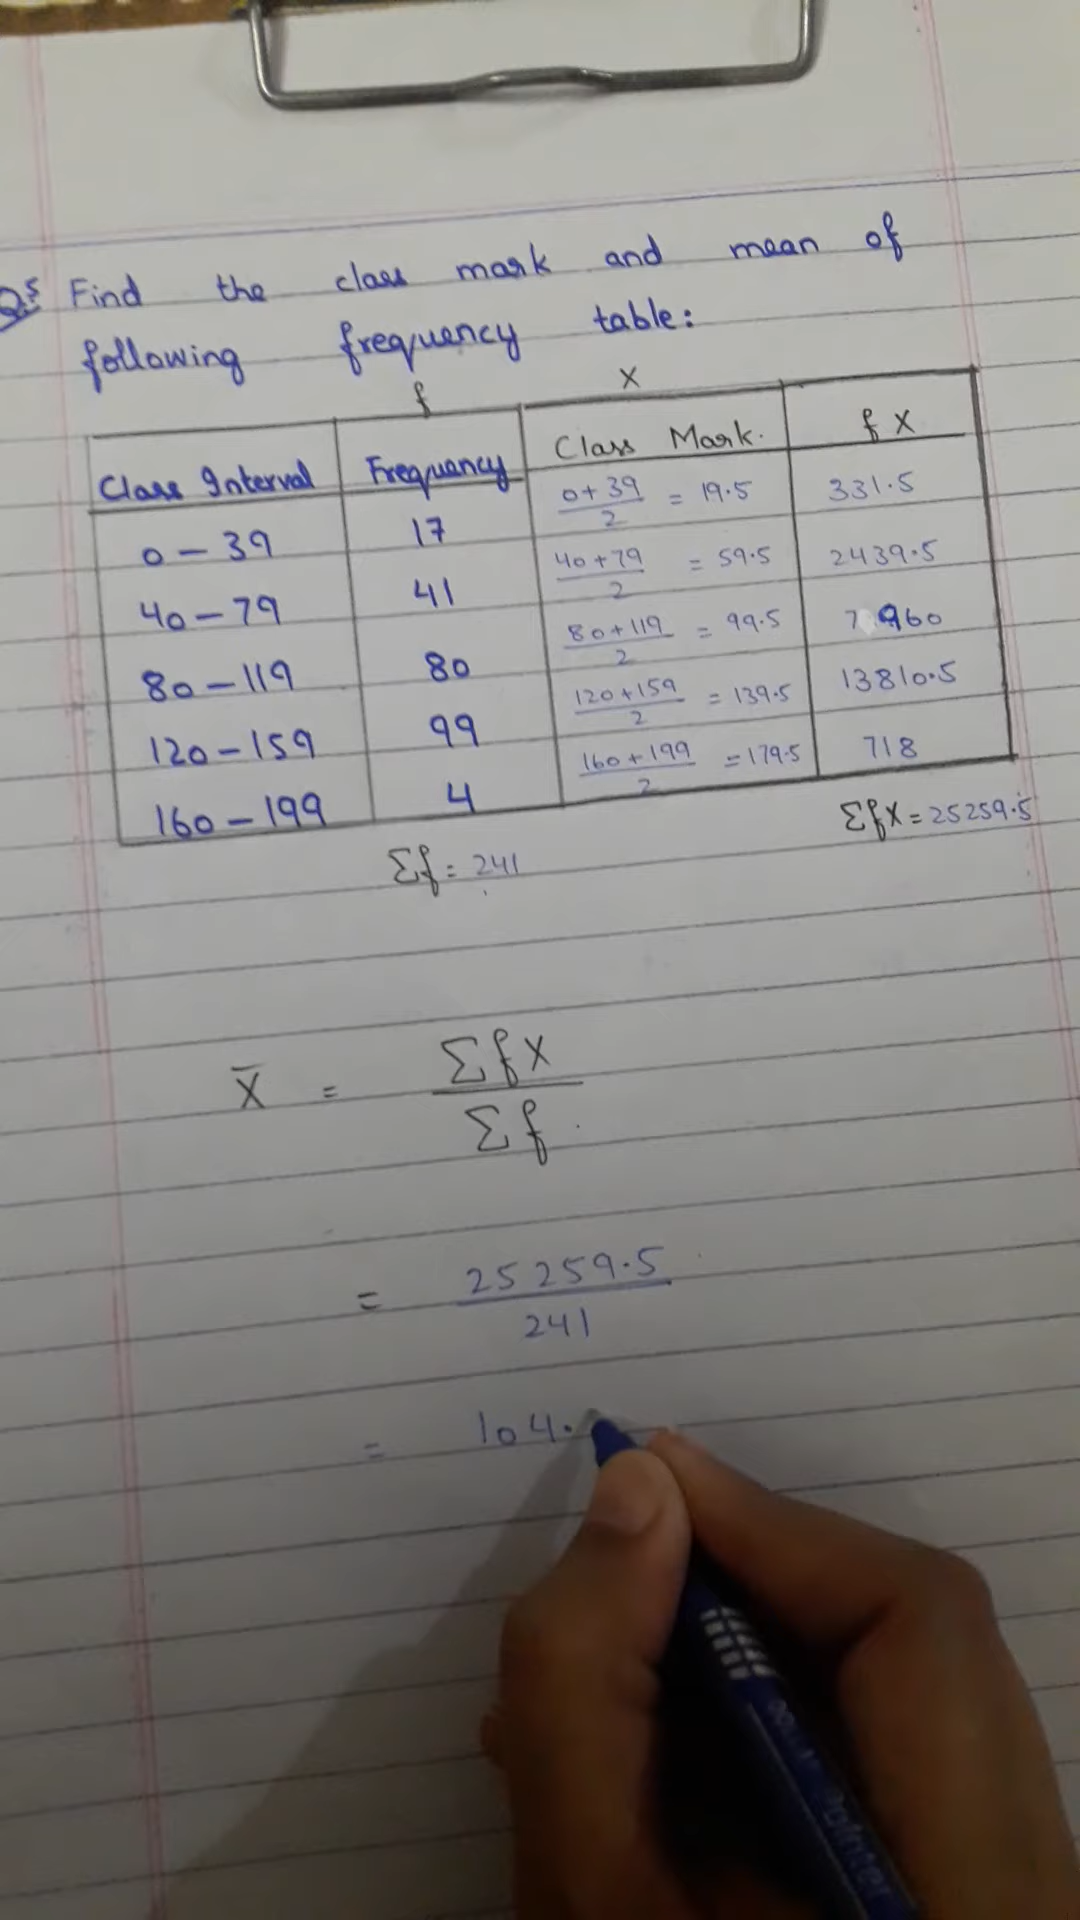 Q5 Find the class mark and mean of
following frequency table:
f X
Class Interval Frequency Class Mark. f X
0 - 39 17 0+39/2 = 19.5 331.5
40 - 79 41 40+79/2 = 59.5 2439.5
80 - 119 80 80+119/2 = 99.5 7960
120 - 159 99 120+159/2 = 139.5 13810.5
160 - 199 4 160+199/2 = 179.5 718
Σf = 241 ΣfX = 25259.5
X̄ = ΣfX/Σf
= 25259.5/241
= 104.
Pointer